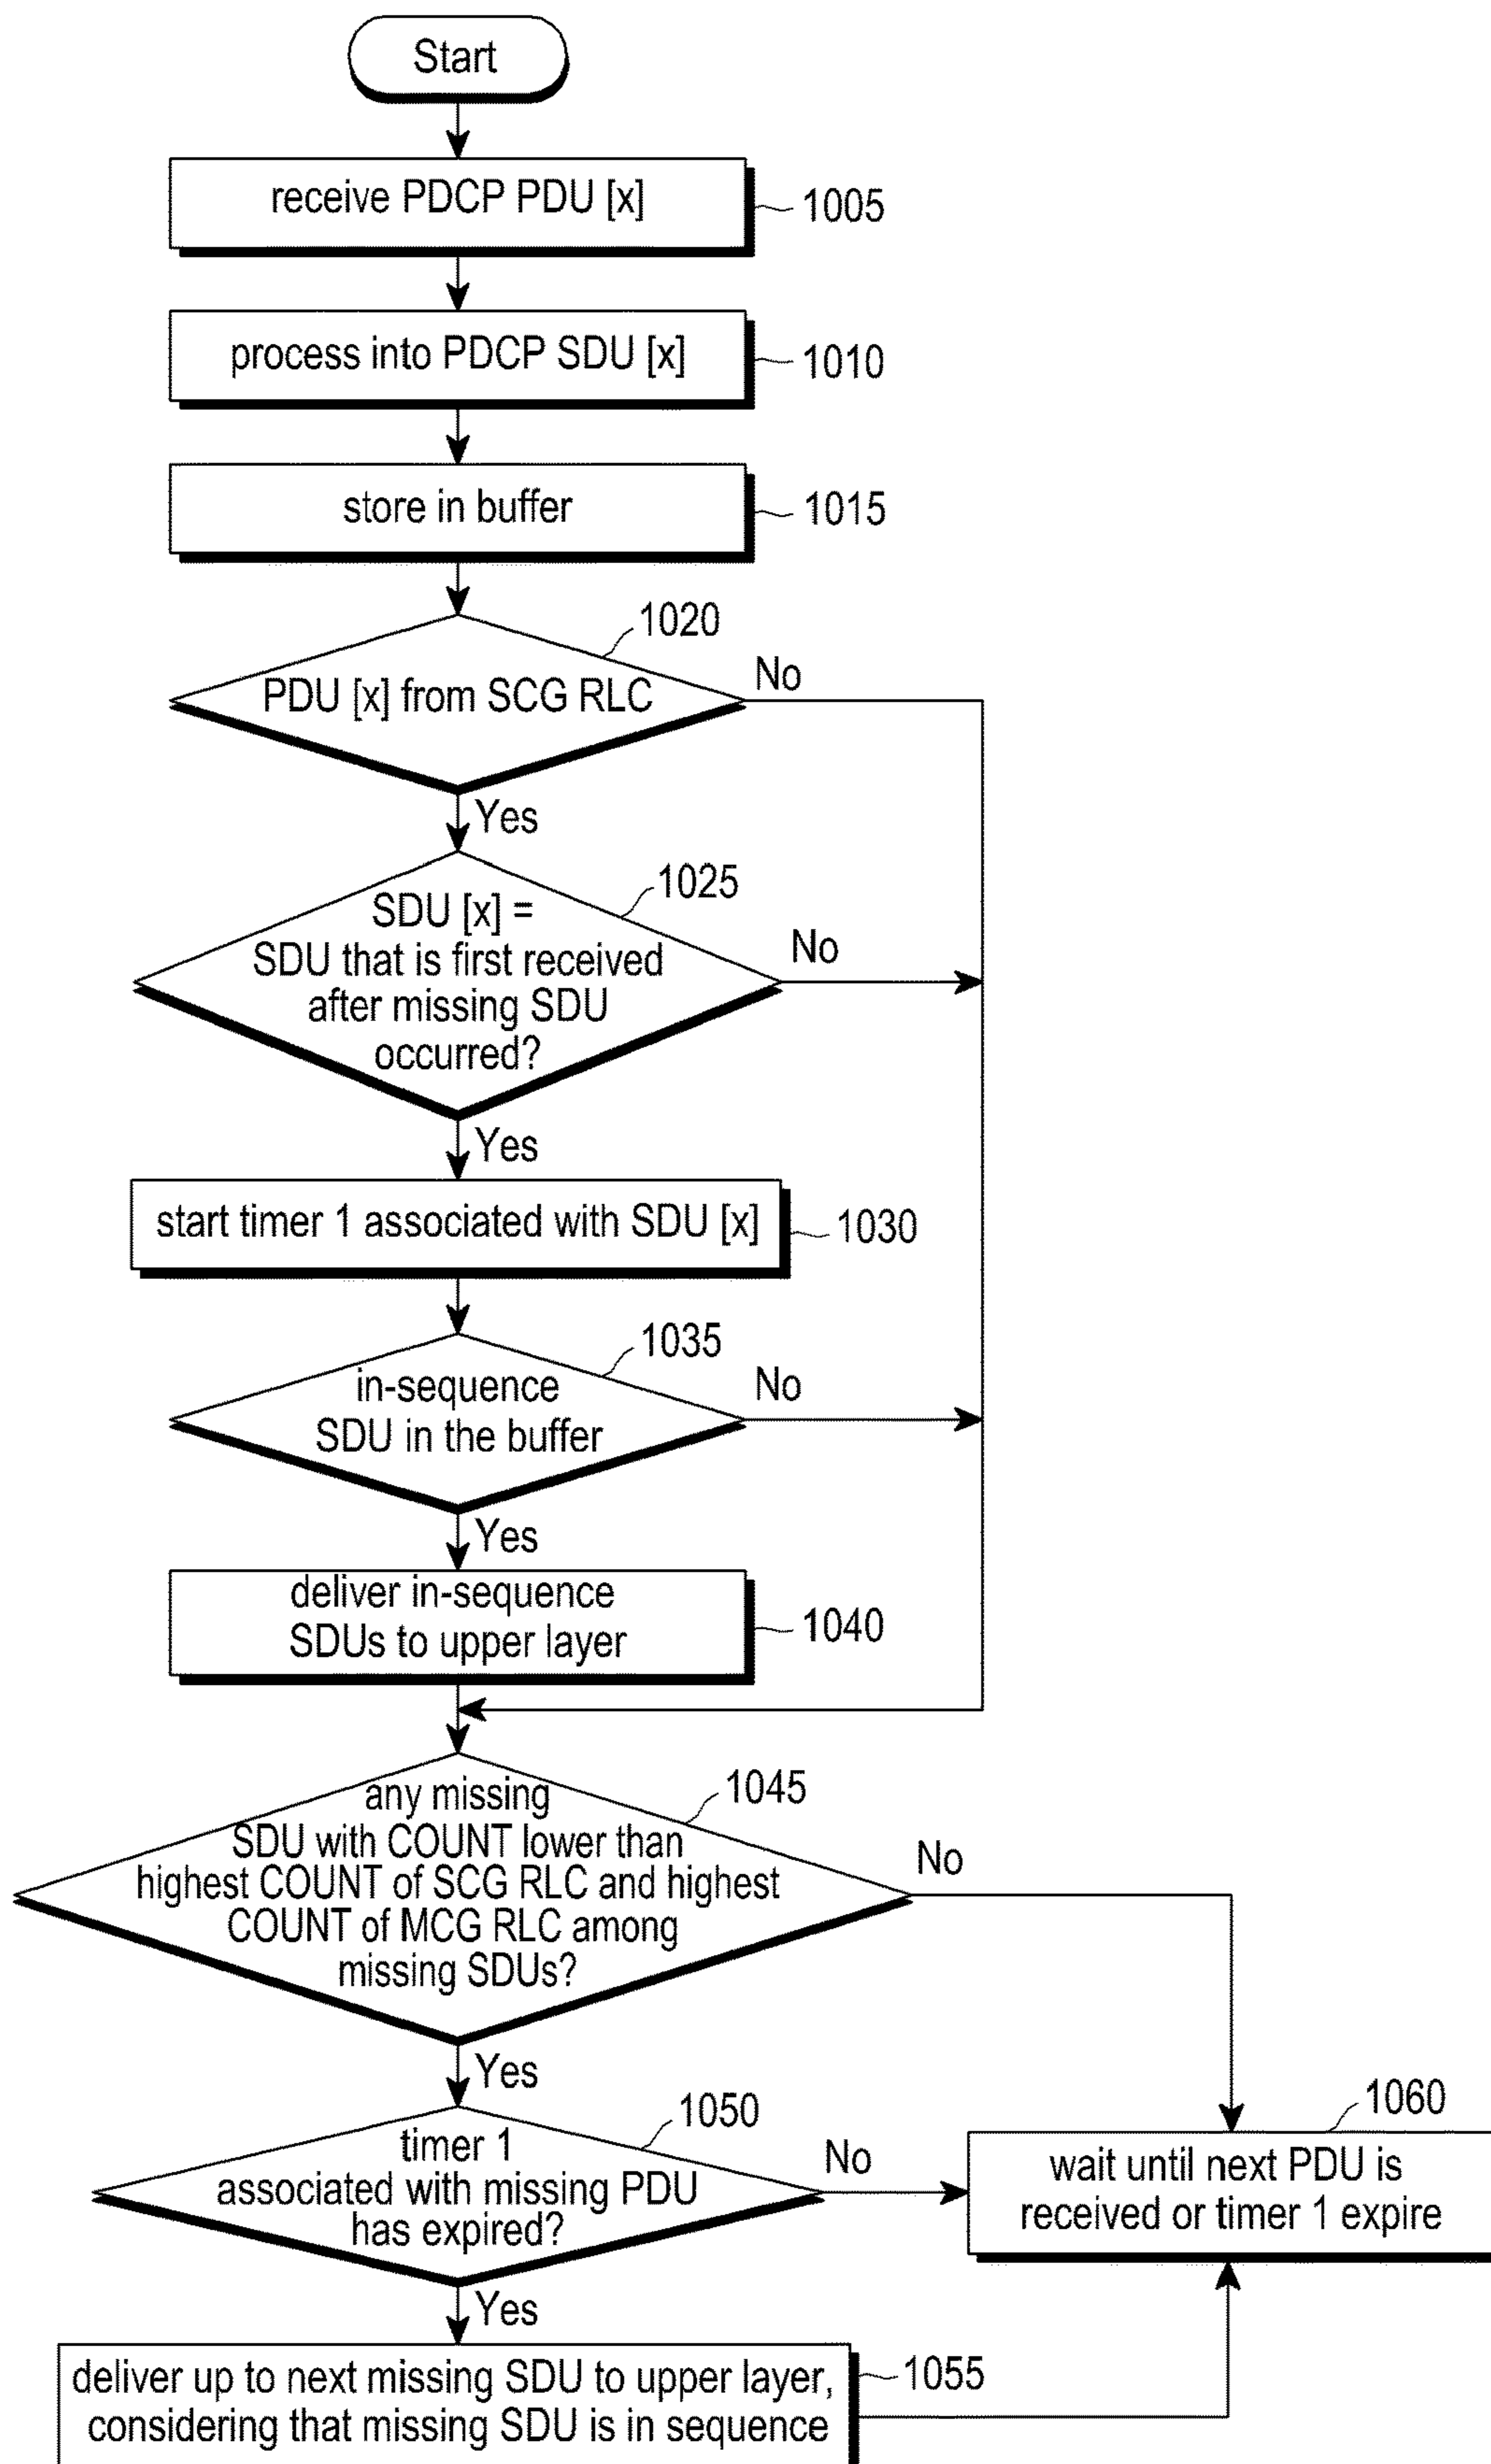 Start
receive PDCP PDU [x]
1005
process into PDCP SDU [x]
1010
store in buffer
1015
1020
PDU [x] from SCG RLC
No
Yes
1025
SDU [x] =
SDU that is first received
after missing SDU
occurred?
No
Yes
start timer 1 associated with SDU [x]
1030
1035
in-sequence
SDU in the buffer
No
Yes
deliver in-sequence
SDUs to upper layer
1040
1045
any missing
SDU with COUNT lower than
highest COUNT of SCG RLC and highest
COUNT of MCG RLC among
missing SDUs?
No
Yes
1050
timer 1
associated with missing PDU
has expired?
No
1060
wait until next PDU is
received or timer 1 expire
Yes
deliver up to next missing SDU to upper layer,
considering that missing SDU is in sequence
1055